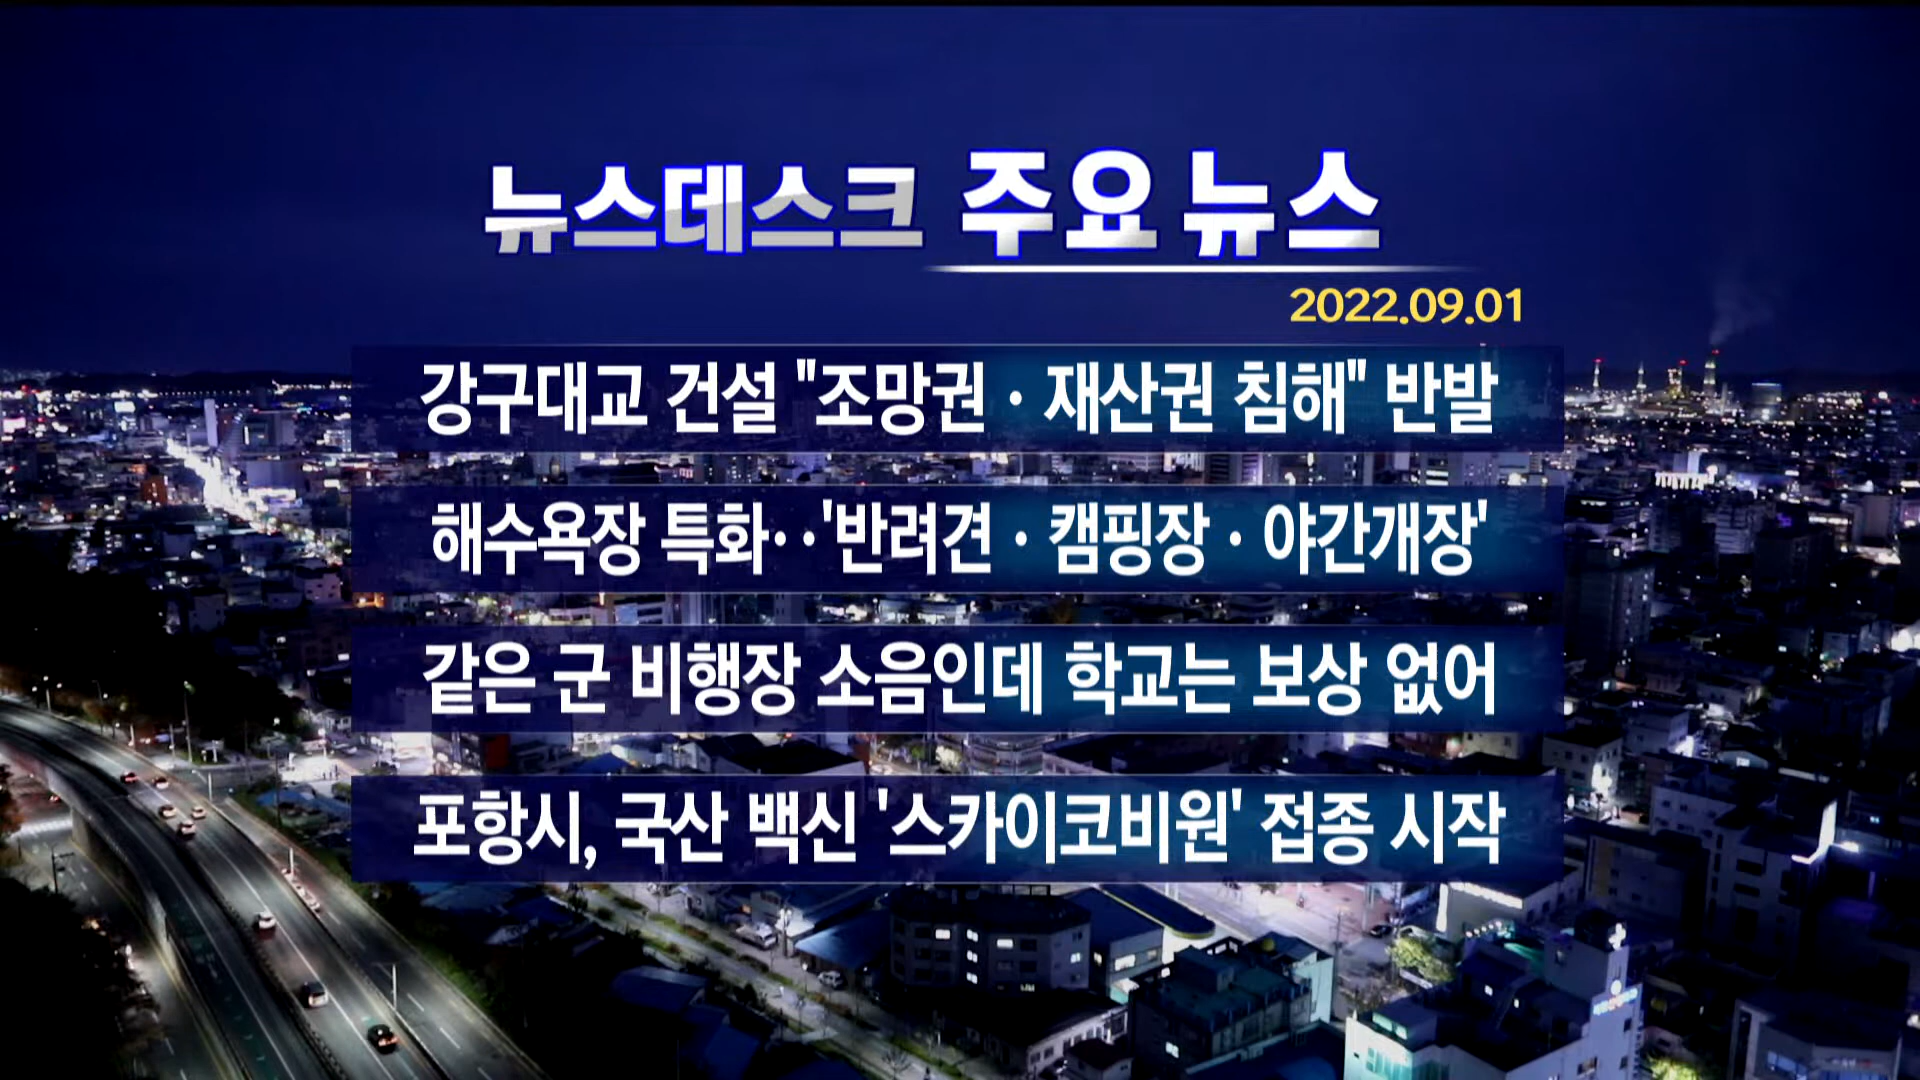 뉴스데스크 주요 뉴스
2022.09.01
강구대교 건설 "조망권 · 재산권 침해" 반발
해수욕장 특화··'반려견 · 캠핑장 · 야간개장'
같은 군 비행장 소음인데 학교는 보상 없어
포항시, 국산 백신 '스카이코비원' 접종 시작